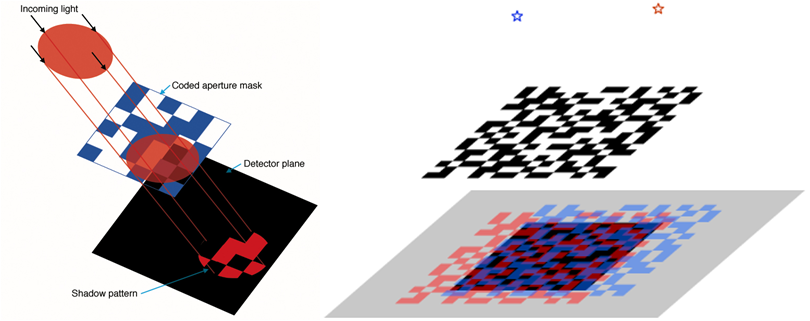 Incoming light
Coded aperture mask
Detector plane
Shadow pattern